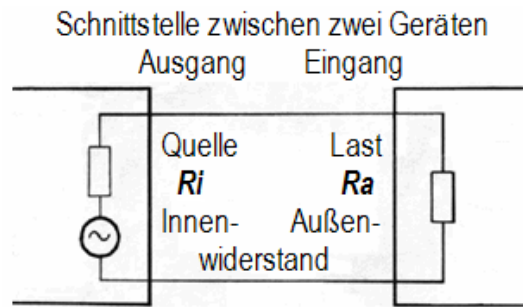 Schnittstelle zwischen zwei Geräten
Ausgang Eingang
Quelle Last
Ri Ra
Innen- Außen-
widerstand